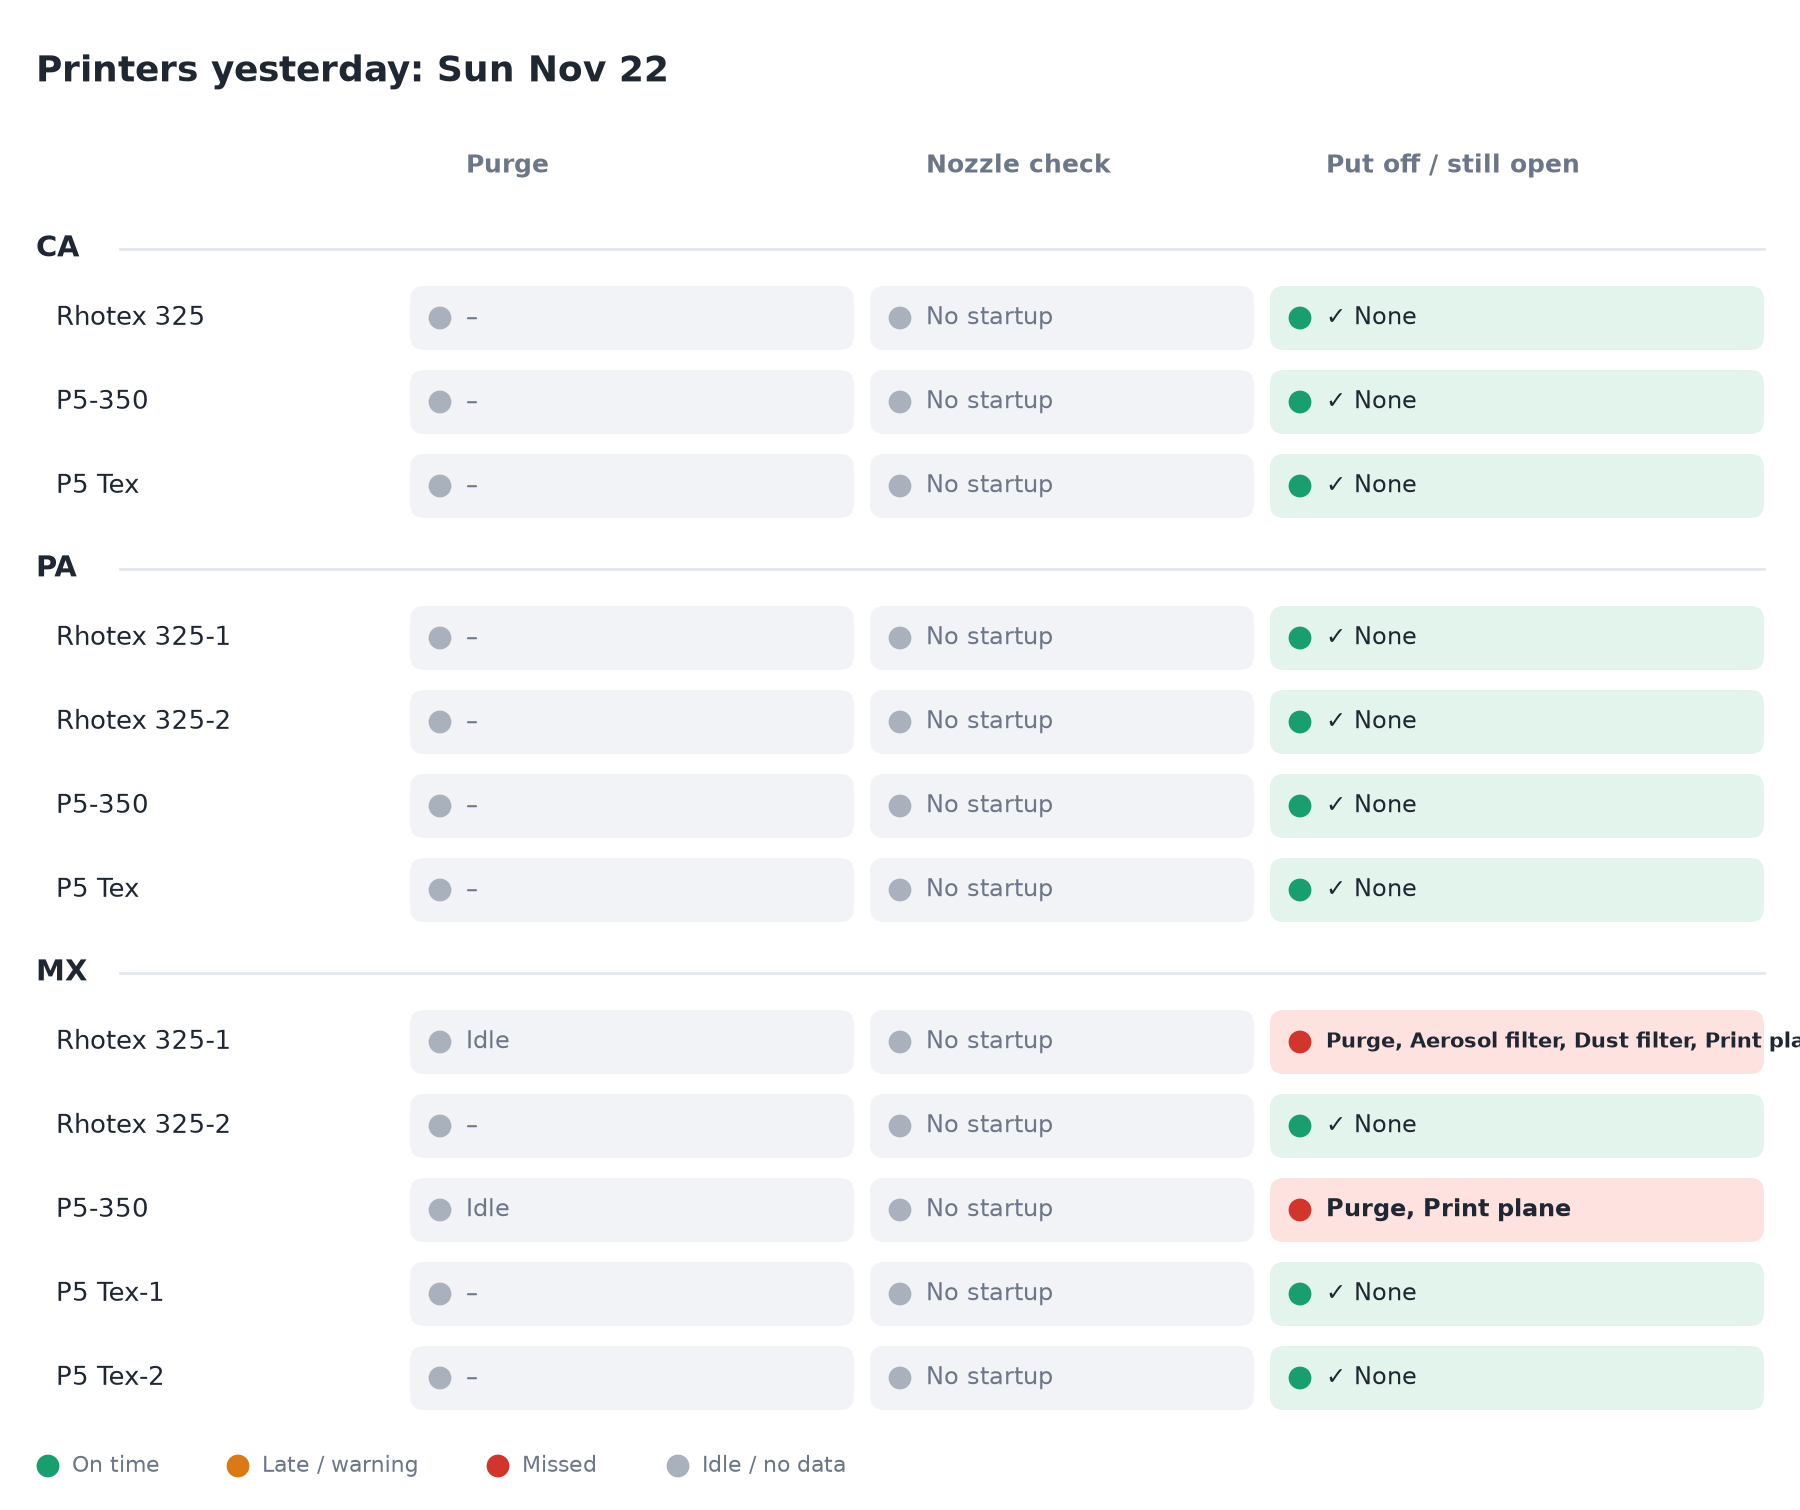 Printers yesterday: Sun Nov 22
Purge Nozzle check Put off / still open
CA
Rhotex 325 – No startup ✓ None
P5-350 – No startup ✓ None
P5 Tex – No startup ✓ None
PA
Rhotex 325-1 – No startup ✓ None
Rhotex 325-2 – No startup ✓ None
P5-350 – No startup ✓ None
P5 Tex – No startup ✓ None
MX
Rhotex 325-1 Idle No startup Purge, Aerosol filter, Dust filter, Print
Rhotex 325-2 – No startup ✓ None
P5-350 Idle No startup Purge, Print plane
P5 Tex-1 – No startup ✓ None
P5 Tex-2 – No startup ✓ None
On time Late / warning Missed Idle / no data